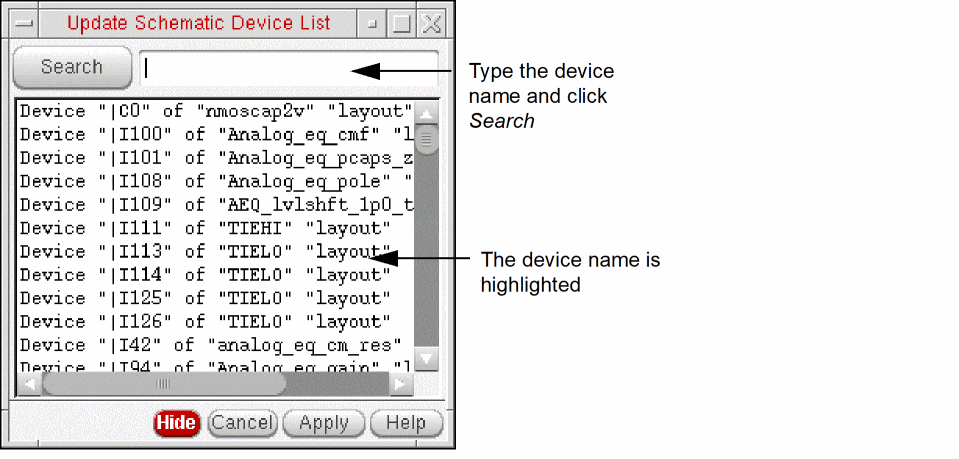 Update Schematic Device List
Search
Type the device
name and click
Search
Device "|C0" of "nmoscap2v" "layout"
Device "|I100" of "Analog_eq_cmf" "l
Device "|I101" of "Analog_eq_pcaps_z
Device "|I108" of "Analog_eq_pole" "
Device "|I109" of "AEQ_lvlshft_1p0_t
Device "|I111" of "TIEHI" "layout"
Device "|I113" of "TIELO" "layout"
Device "|I114" of "TIELO" "layout"
Device "|I125" of "TIELO" "layout"
Device "|I126" of "TIELO" "layout"
Device "|I42" of "analog_eq_cm_res"
Device "|I94" of "Analog_eq_gain" "l
The device name is
highlighted
Hide Cancel Apply Help